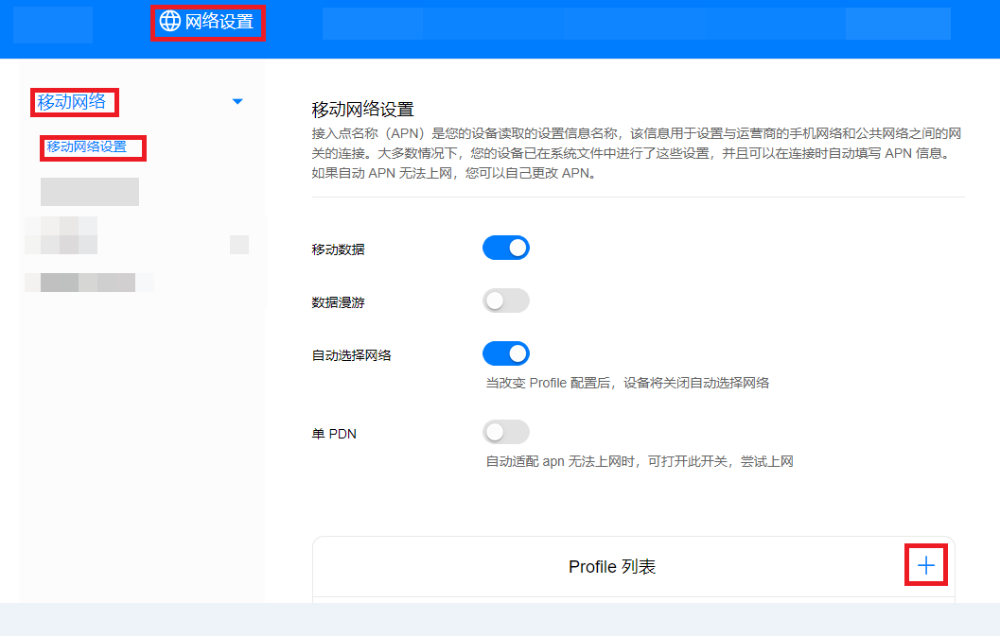 网络设置
移动网络
移动网络设置
移动网络设置
接入点名称（APN）是您的设备读取的设置信息名称，该信息用于设置与运营商的手机网络和公共网络之间的网
关的连接。大多数情况下，您的设备已在系统文件中进行了这些设置，并且可以在连接时自动填写 APN 信息。
如果自动 APN 无法上网，您可以自己更改 APN。
移动数据
数据漫游
自动选择网络
当改变 Profile 配置后，设备将关闭自动选择网络
单 PDN
自动适配 apn 无法上网时，可打开此开关，尝试上网
Profile 列表